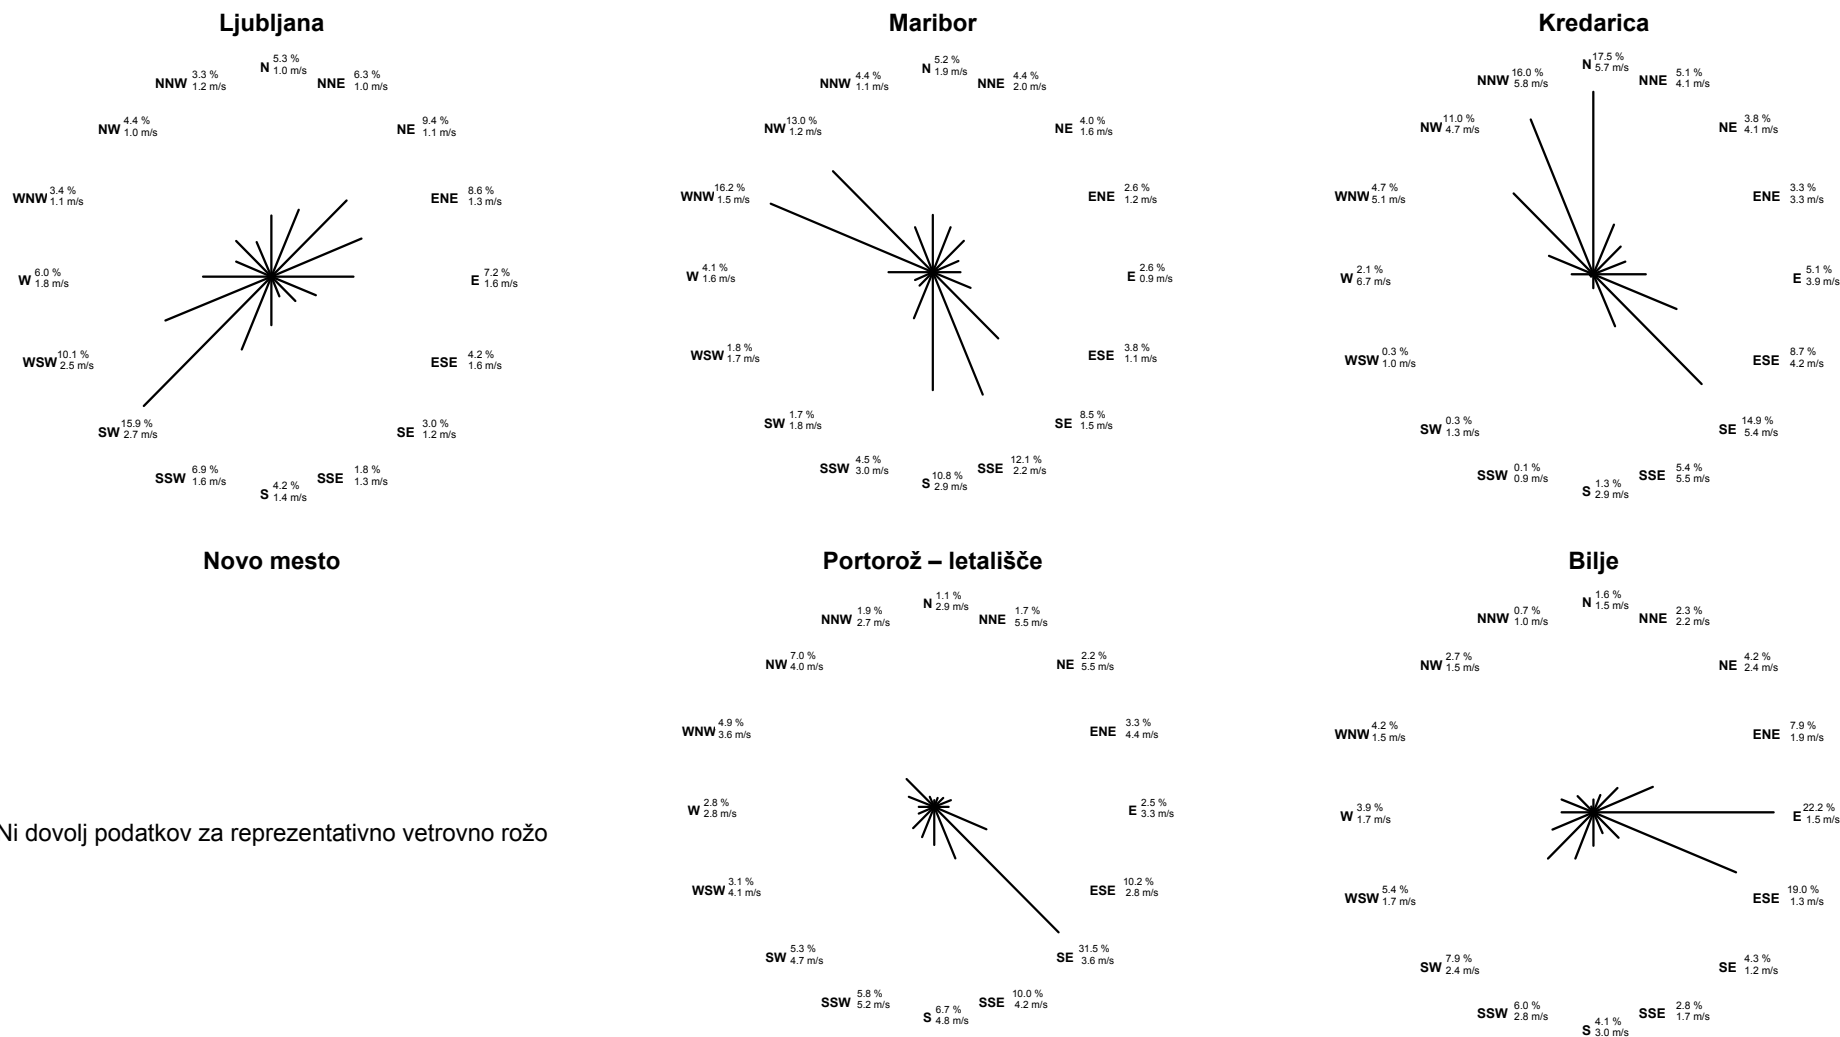 Ljubljana
N 5.3 %
1.0 m/s
NNE 6.3 %
1.0 m/s
NE 9.4 %
1.1 m/s
ENE 8.6 %
1.3 m/s
E 7.2 %
1.6 m/s
ESE 4.2 %
1.6 m/s
SE 3.0 %
1.2 m/s
SSE 1.8 %
1.3 m/s
S 4.2 %
1.4 m/s
SSW 6.9 %
1.6 m/s
SW 15.9 %
2.7 m/s
WSW 10.1 %
2.5 m/s
W 6.0 %
1.8 m/s
WNW 3.4 %
1.1 m/s
NW 4.4 %
1.0 m/s
NNW 3.3 %
1.2 m/s
Maribor
N 5.2 %
1.9 m/s
NNE 4.4 %
2.0 m/s
NE 4.0 %
1.6 m/s
ENE 2.6 %
1.2 m/s
E 2.6 %
0.9 m/s
ESE 3.8 %
1.1 m/s
SE 8.5 %
1.5 m/s
SSE 12.1 %
2.2 m/s
S 10.8 %
2.9 m/s
SSW 4.5 %
3.0 m/s
SW 1.7 %
1.8 m/s
WSW 1.8 %
1.7 m/s
W 4.1 %
1.6 m/s
WNW 16.2 %
1.5 m/s
NW 13.0 %
1.2 m/s
NNW 4.4 %
1.1 m/s
Kredarica
N 17.5 %
5.7 m/s
NNE 5.1 %
4.1 m/s
NE 3.8 %
4.1 m/s
ENE 3.3 %
3.3 m/s
E 5.1 %
3.9 m/s
ESE 8.7 %
4.2 m/s
SE 14.9 %
5.4 m/s
SSE 5.4 %
5.5 m/s
S 1.3 %
2.9 m/s
SSW 0.1 %
0.9 m/s
SW 0.3 %
1.3 m/s
WSW 0.3 %
1.0 m/s
W 2.1 %
6.7 m/s
WNW 4.7 %
5.1 m/s
NW 11.0 %
4.7 m/s
NNW 16.0 %
5.8 m/s
Novo mesto
Ni dovolj podatkov za reprezentativno vetrovno rožo
Portorož – letališče
N 1.1 %
2.9 m/s
NNE 1.7 %
5.5 m/s
NE 2.2 %
5.5 m/s
ENE 3.3 %
4.4 m/s
E 2.5 %
3.3 m/s
ESE 10.2 %
2.8 m/s
SE 31.5 %
3.6 m/s
SSE 10.0 %
4.2 m/s
S 6.7 %
4.8 m/s
SSW 5.8 %
5.2 m/s
SW 5.3 %
4.7 m/s
WSW 3.1 %
4.1 m/s
W 2.8 %
2.8 m/s
WNW 4.9 %
3.6 m/s
NW 7.0 %
4.0 m/s
NNW 1.9 %
2.7 m/s
Bilje
N 1.6 %
1.5 m/s
NNE 2.3 %
2.2 m/s
NE 4.2 %
2.4 m/s
ENE 7.9 %
1.9 m/s
E 22.2 %
1.5 m/s
ESE 19.0 %
1.3 m/s
SE 4.3 %
1.2 m/s
SSE 2.8 %
1.7 m/s
S 4.1 %
3.0 m/s
SSW 6.0 %
2.8 m/s
SW 7.9 %
2.4 m/s
WSW 5.4 %
1.7 m/s
W 3.9 %
1.7 m/s
WNW 4.2 %
1.5 m/s
NW 2.7 %
1.5 m/s
NNW 0.7 %
1.0 m/s